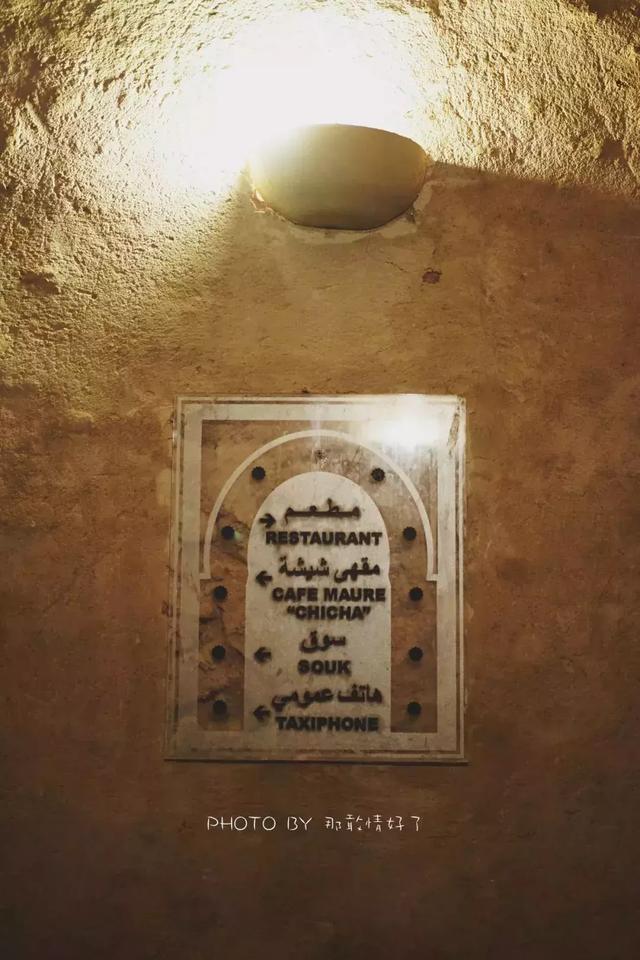 مطعم
RESTAURANT
مقهى شيشة
CAFE MAURE
"CHICHA"
سوق
SOUK
هاتف عمومي
TAXIPHONE
PHOTO BY 那敢情好了